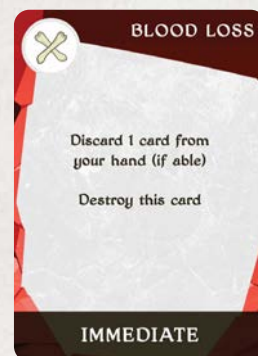 BLOOD LOSS
Discard 1 card from
your hand (if able)
Destroy this card
IMMEDIATE